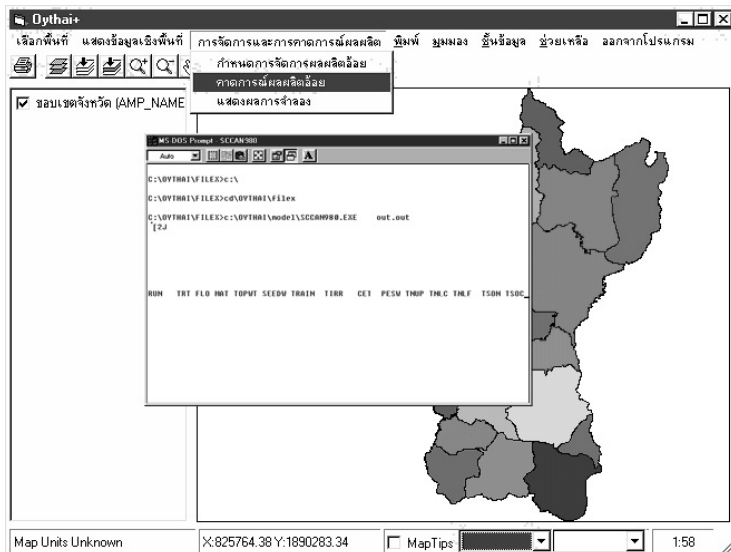 Oythai+
เลือกพื้นที่ แสดงข้อมูลเชิงพื้นที่ การจัดการและการคาดการณ์ผลผลิต พิมพ์ มุมมอง ชั้นข้อมูล ช่วยเหลือ ออกจากโปรแกรม
กำหนดการจัดการผลผลิตอ้อย
คาดการณ์ผลผลิตอ้อย
แสดงผลการจำลอง
ขอบเขตจังหวัด (AMP_NAME
MS-DOS Prompt - SCCAN980
Auto
A
C:\OYTHAI\FILEX>c:\
C:\OYTHAI\FILEX>cd\OYTHAI\Filex
C:\OYTHAI\FILEX>c:\OYTHAI\model\SCCAN980.EXE out.out
[2J
RUN TRT FLO MAT TOPWT SEEDW TRAIN TIRR CET PESW TNUP TNLC TNLF TSON TSOC
Map Units Unknown
X:825764.38 Y:1890283.34
MapTips
1:58